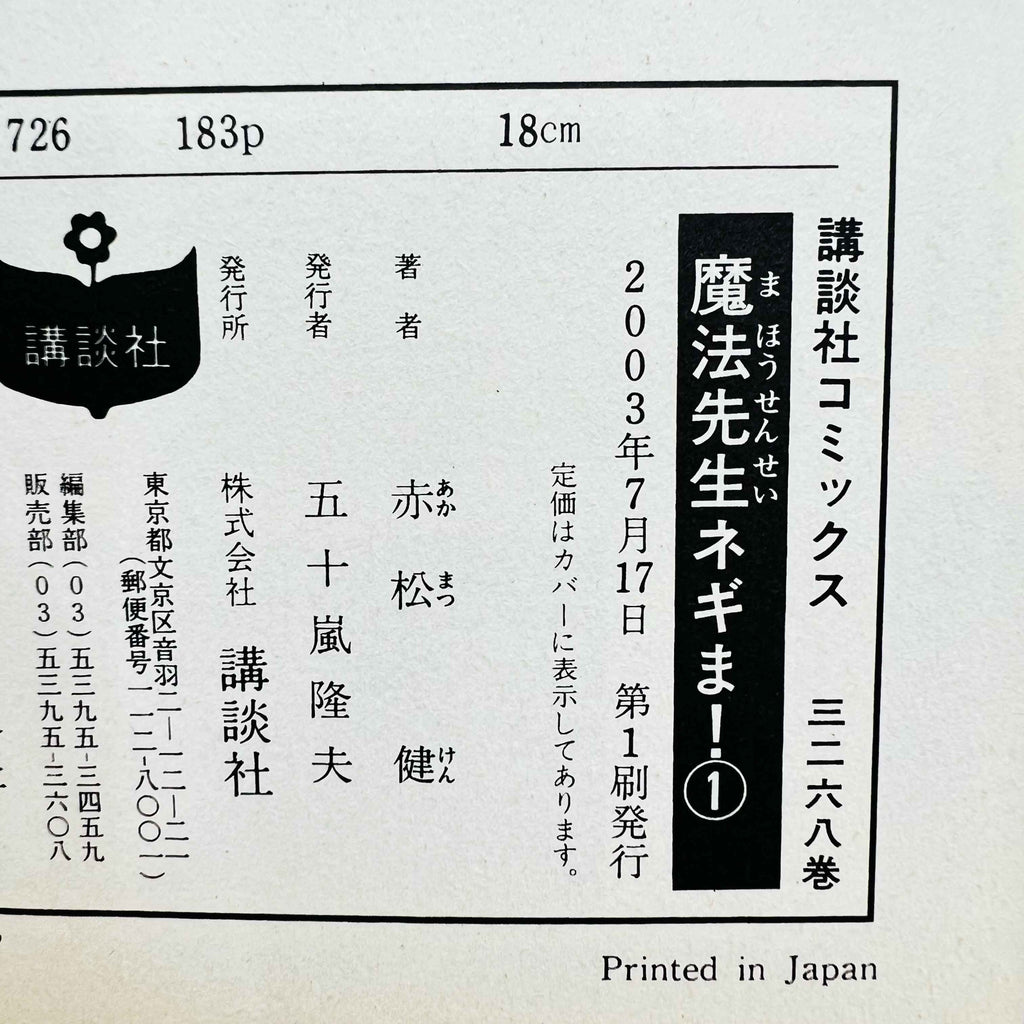 726 183p 18cm
講談社コミックス 三二六八巻
魔法先生ネギま!①
まほうせんせい
2003年7月17日 第1刷発行
定価はカバーに表示してあります。
著者 赤松健
あかまつけん
発行者 五十嵐隆夫
発行所 株式会社 講談社
東京都文京区音羽二―一二―二一
(郵便番号一一二-八〇〇一)
編集部(03)五三九五-三四五九
販売部(03)五三九五-三六〇八
講談社
Printed in Japan